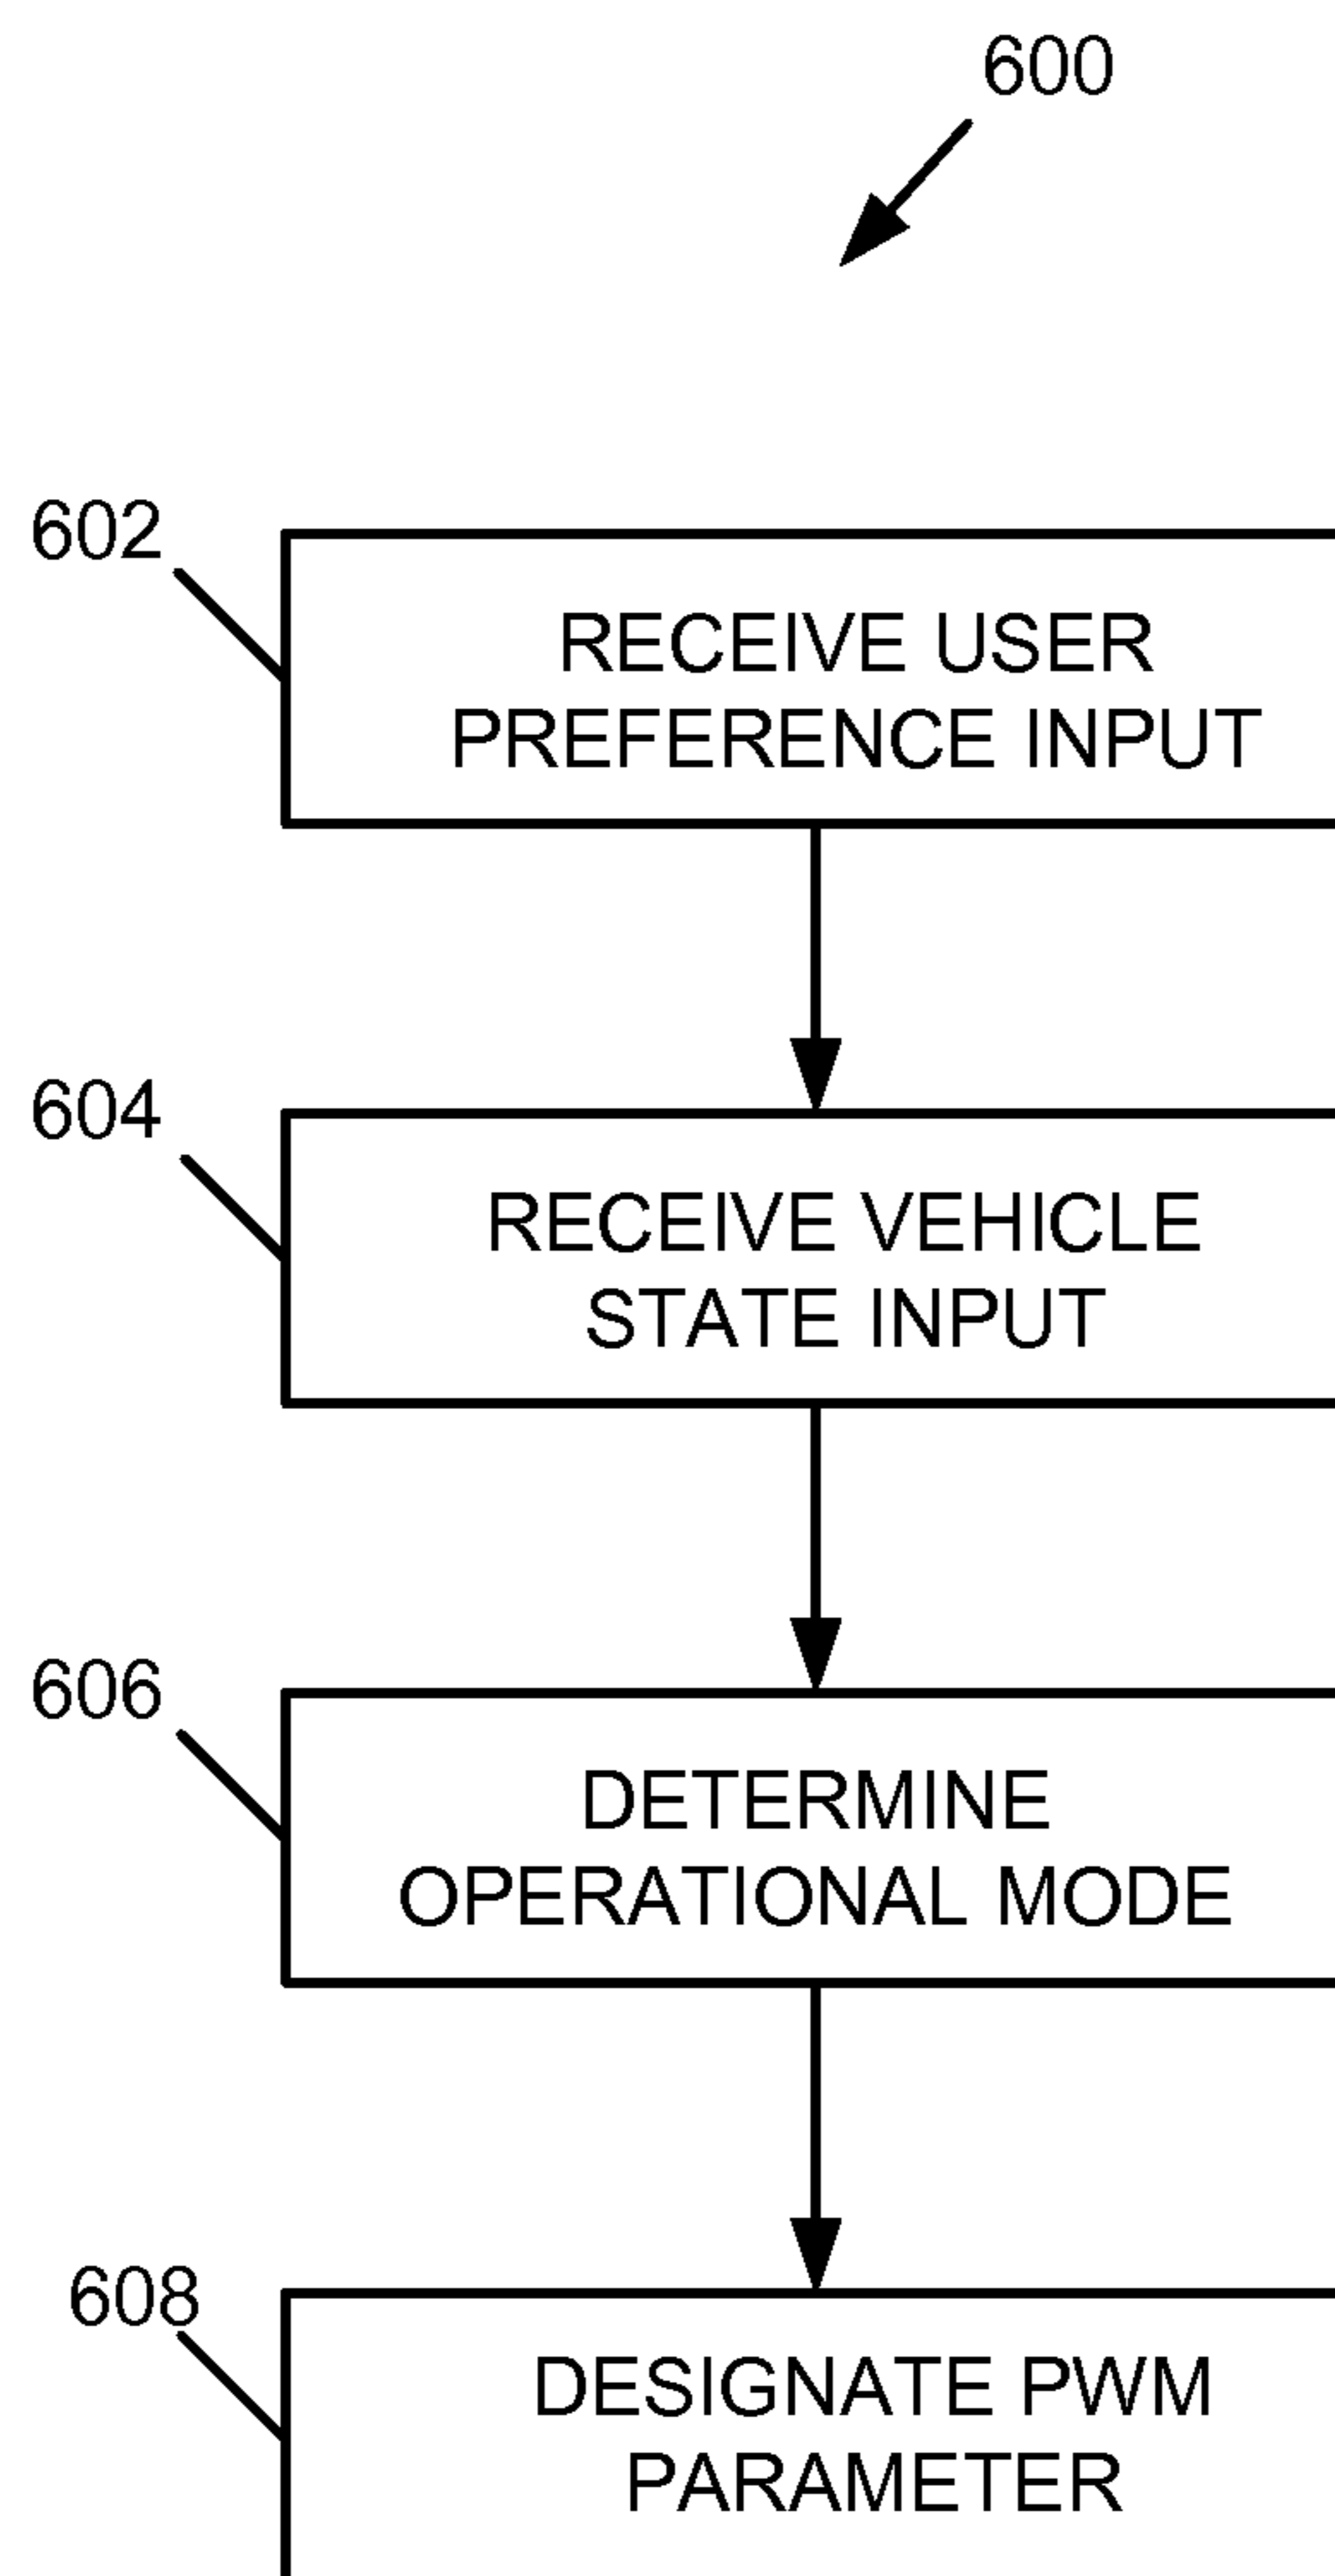 600
602
RECEIVE USER
PREFERENCE INPUT
604
RECEIVE VEHICLE
STATE INPUT
606
DETERMINE
OPERATIONAL MODE
608
DESIGNATE PWM
PARAMETER